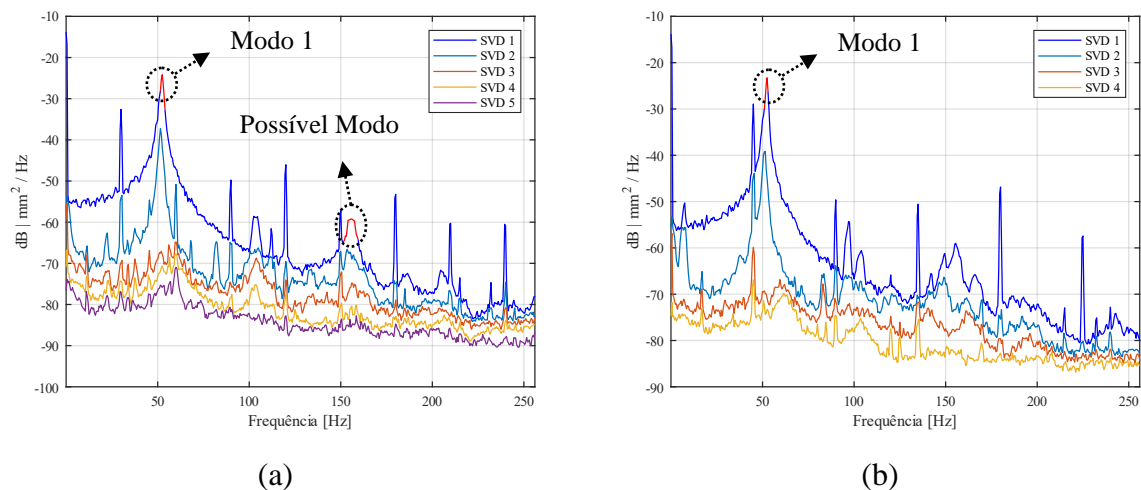 -10
-20
-30
-40
-50
-60
-70
-80
-90
-100
dB | mm² / Hz
50
100
150
200
250
Frequência [Hz]
Modo 1
Possível Modo
SVD 1
SVD 2
SVD 3
SVD 4
SVD 5
(a)
-10
-20
-30
-40
-50
-60
-70
-80
-90
dB | mm² / Hz
50
100
150
200
250
Frequência [Hz]
Modo 1
SVD 1
SVD 2
SVD 3
SVD 4
(b)